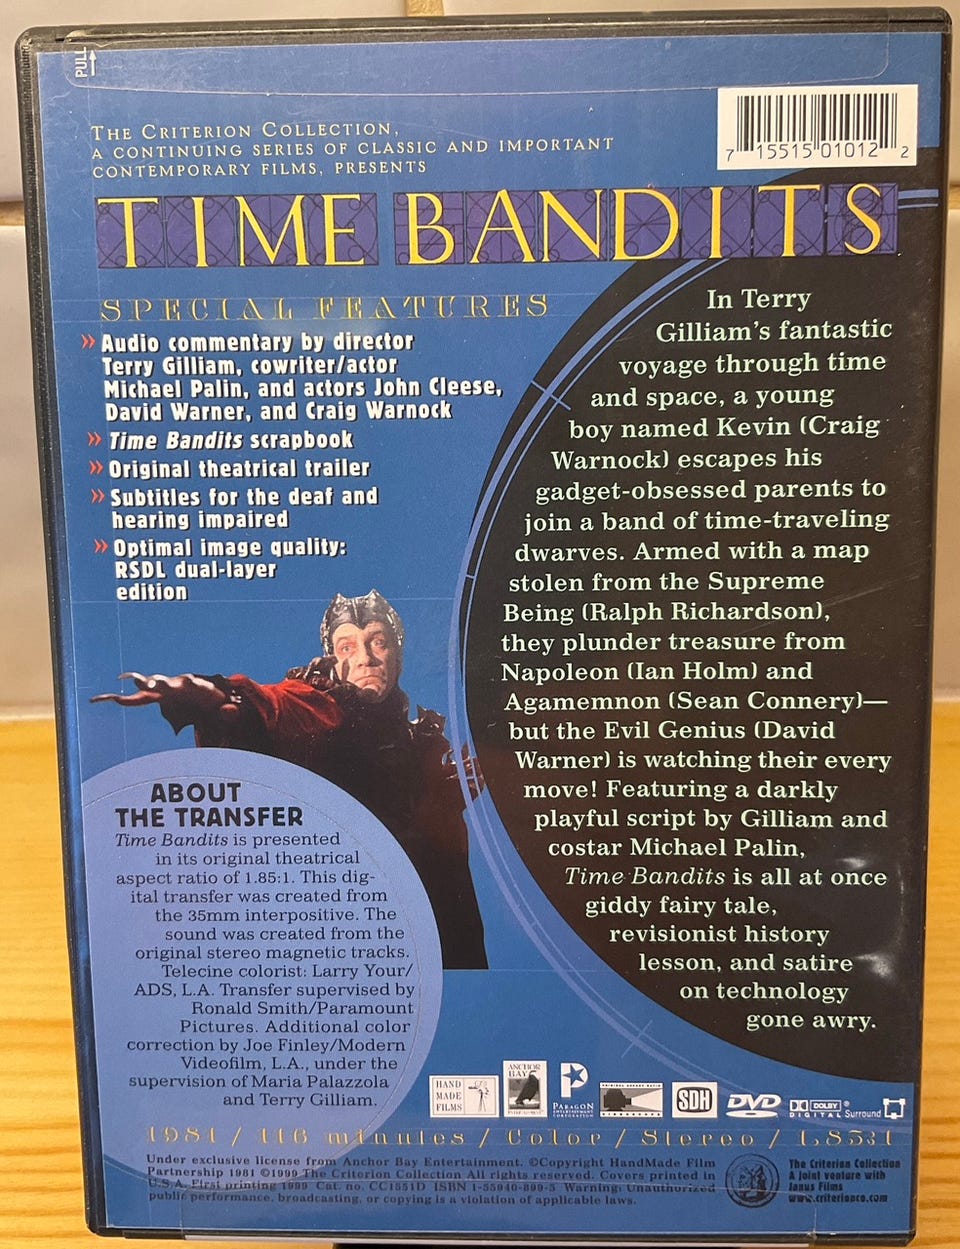 PULL
7 15515 01012 2
THE CRITERION COLLECTION,
A CONTINUING SERIES OF CLASSIC AND IMPORTANT
CONTEMPORARY FILMS, PRESENTS
TIME BANDITS
SPECIAL FEATURES
» Audio commentary by director
Terry Gilliam, cowriter/actor
Michael Palin, and actors John Cleese,
David Warner, and Craig Warnock
» Time Bandits scrapbook
» Original theatrical trailer
» Subtitles for the deaf and
hearing impaired
» Optimal image quality:
RSDL dual-layer
edition
In Terry
Gilliam's fantastic
voyage through time
and space, a young
boy named Kevin (Craig
Warnock) escapes his
gadget-obsessed parents to
join a band of time-traveling
dwarves. Armed with a map
stolen from the Supreme
Being (Ralph Richardson),
they plunder treasure from
Napoleon (Ian Holm) and
Agamemnon (Sean Connery)—
but the Evil Genius (David
Warner) is watching their every
move! Featuring a darkly
playful script by Gilliam and
costar Michael Palin,
Time Bandits is all at once
giddy fairy tale,
revisionist history
lesson, and satire
on technology
gone awry.
ABOUT
THE TRANSFER
Time Bandits is presented
in its original theatrical
aspect ratio of 1.85:1. This dig-
ital transfer was created from
the 35mm interpositive. The
sound was created from the
original stereo magnetic tracks.
Telecine colorist: Larry Your/
ADS, L.A. Transfer supervised by
Ronald Smith/Paramount
Pictures. Additional color
correction by Joe Finley/Modern
Videofilm, L.A., under the
supervision of Maria Palazzola
and Terry Gilliam.
HAND
MADE
FILMS
ANCHOR
BAY
PARAGON
ENTERTAINMENT
CORPORATION
ORIGINAL ASPECT RATIO
SDH
DVD
DOLBY
DIGITAL
Surround
1981 / 116 minutes / Color / Stereo / L8531
Under exclusive license from Anchor Bay Entertainment. ©Copyright HandMade Film
Partnership 1981 ©1999 The Criterion Collection All rights reserved. Covers printed in
U.S.A. First printing 1999 Cat. no. CC1551D ISBN 1-55940-899-5 Warning: Unauthorized
public performance, broadcasting, or copying is a violation of applicable laws.
The Criterion Collection
A joint venture with
Janus Films
www.criterionco.com